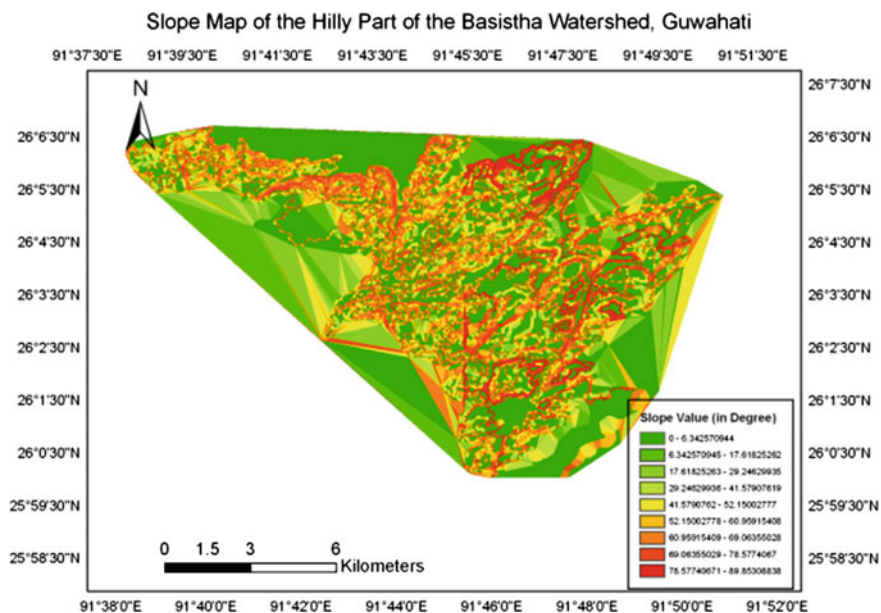 Slope Map of the Hilly Part of the Basistha Watershed, Guwahati
91°37'30"E 91°39'30"E 91°41'30"E 91°43'30"E 91°45'30"E 91°47'30"E 91°49'30"E 91°51'30"E
N
26°7'30"N
26°6'30"N 26°6'30"N
26°5'30"N 26°5'30"N
26°4'30"N 26°4'30"N
26°3'30"N 26°3'30"N
26°2'30"N 26°2'30"N
26°1'30"N 26°1'30"N
26°0'30"N 26°0'30"N
25°59'30"N 25°59'30"N
25°58'30"N 25°58'30"N
Slope Value (in Degree)
0 - 6.342570944
6.342570945 - 17.61825262
17.61825263 - 29.24629935
29.24629936 - 41.57907619
41.5790762 - 52.15002777
52.15002778 - 60.95915408
60.95915409 - 69.06355028
69.06355029 - 78.5774067
78.57740671 - 89.85308838
0 1.5 3 6
Kilometers
91°38'0"E 91°40'0"E 91°42'0"E 91°44'0"E 91°46'0"E 91°48'0"E 91°50'0"E 91°52'0"E